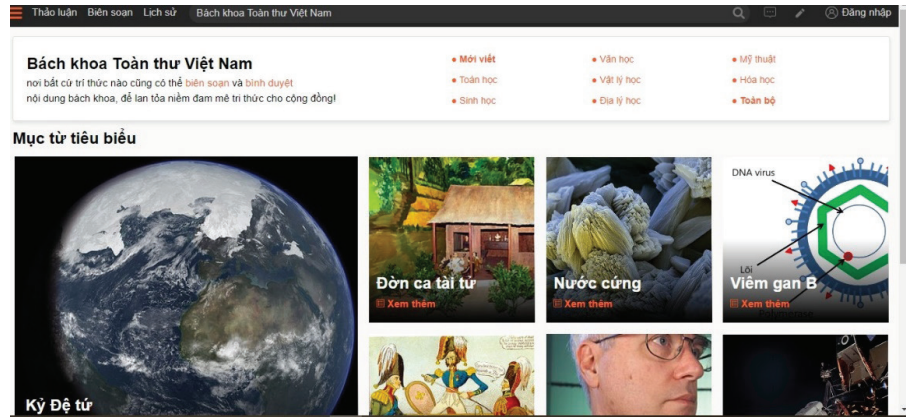 Thảo luận Biên soạn Lịch sử Bách khoa Toàn thư Việt Nam Đăng nhập
Bách khoa Toàn thư Việt Nam
nơi bất cứ trí thức nào cũng có thể biên soạn và bình duyệt
nội dung bách khoa, để lan tỏa niềm đam mê tri thức cho cộng đồng!
• Mới viết
• Văn học
• Mỹ thuật
• Toán học
• Vật lý học
• Hóa học
• Sinh học
• Địa lý học
• Toàn bộ
Mục từ tiêu biểu
Kỷ Đệ tứ
Đờn ca tài tử
Xem thêm
Nước cứng
Xem thêm
DNA virus
Lõi
Viêm gan B
Xem thêm